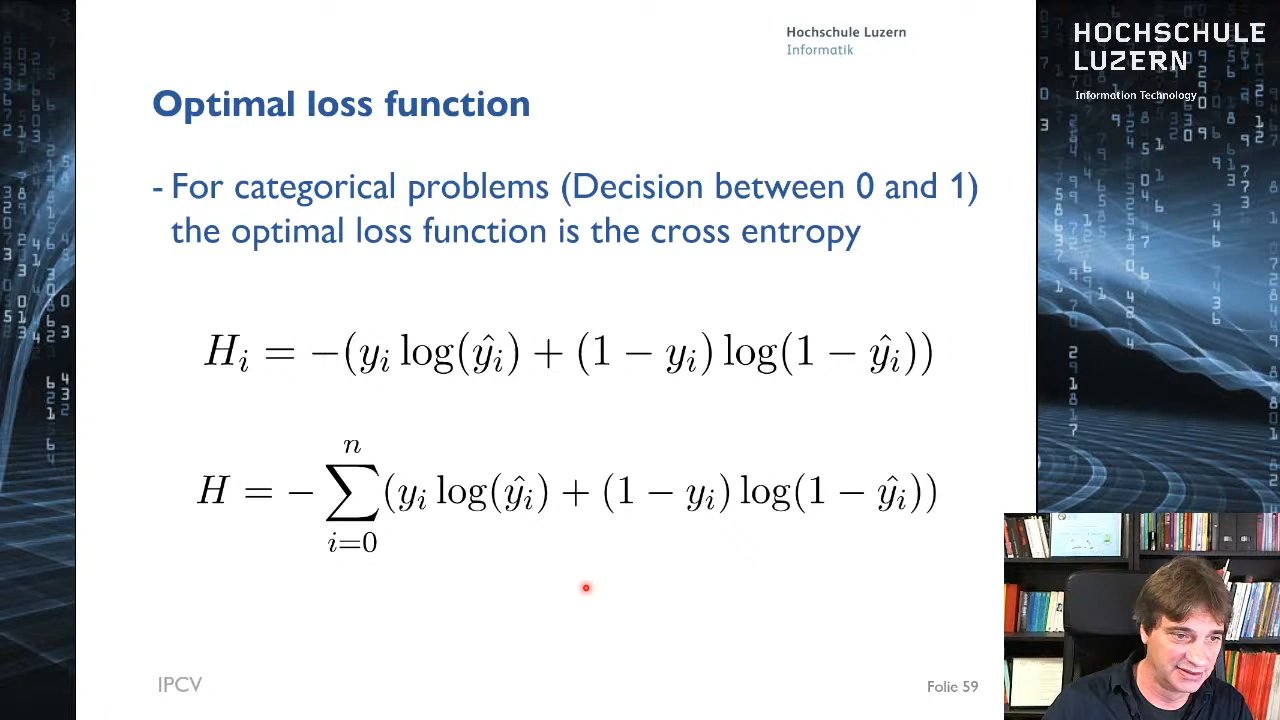 Hochschule Luzern
Informatik
HOCHSCHULE
LUZERN
Information Technology
Optimal loss function
- For categorical problems (Decision between 0 and 1)
the optimal loss function is the cross entropy
H_i = −(y_i log(ŷ_i) + (1 − y_i) log(1 − ŷ_i))
H = − ∑_{i=0}^{n} (y_i log(ŷ_i) + (1 − y_i) log(1 − ŷ_i))
IPCV
Folie 59